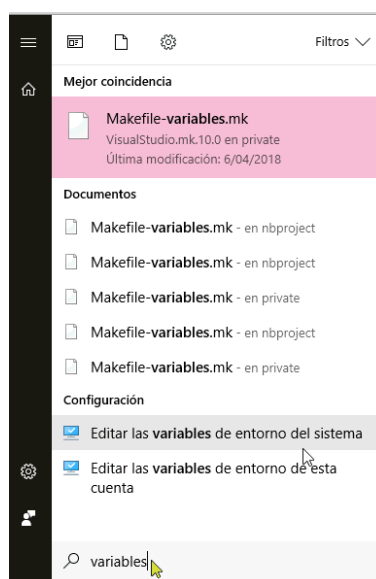 Filtros
Mejor coincidencia
Makefile-variables.mk
VisualStudio.mk.10.0 en private
Última modificación: 6/04/2018
Documentos
Makefile-variables.mk - en nbproject
Makefile-variables.mk - en nbproject
Makefile-variables.mk - en private
Makefile-variables.mk - en nbproject
Makefile-variables.mk - en private
Configuración
Editar las variables de entorno del sistema
Editar las variables de entorno de esta
cuenta
variables